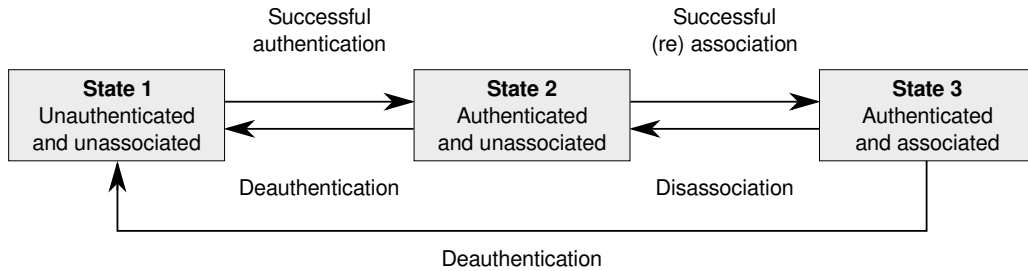 Successful
authentication
Successful
(re) association
State 1
Unauthenticated
and unassociated
State 2
Authenticated
and unassociated
State 3
Authenticated
and associated
Deauthentication
Disassociation
Deauthentication